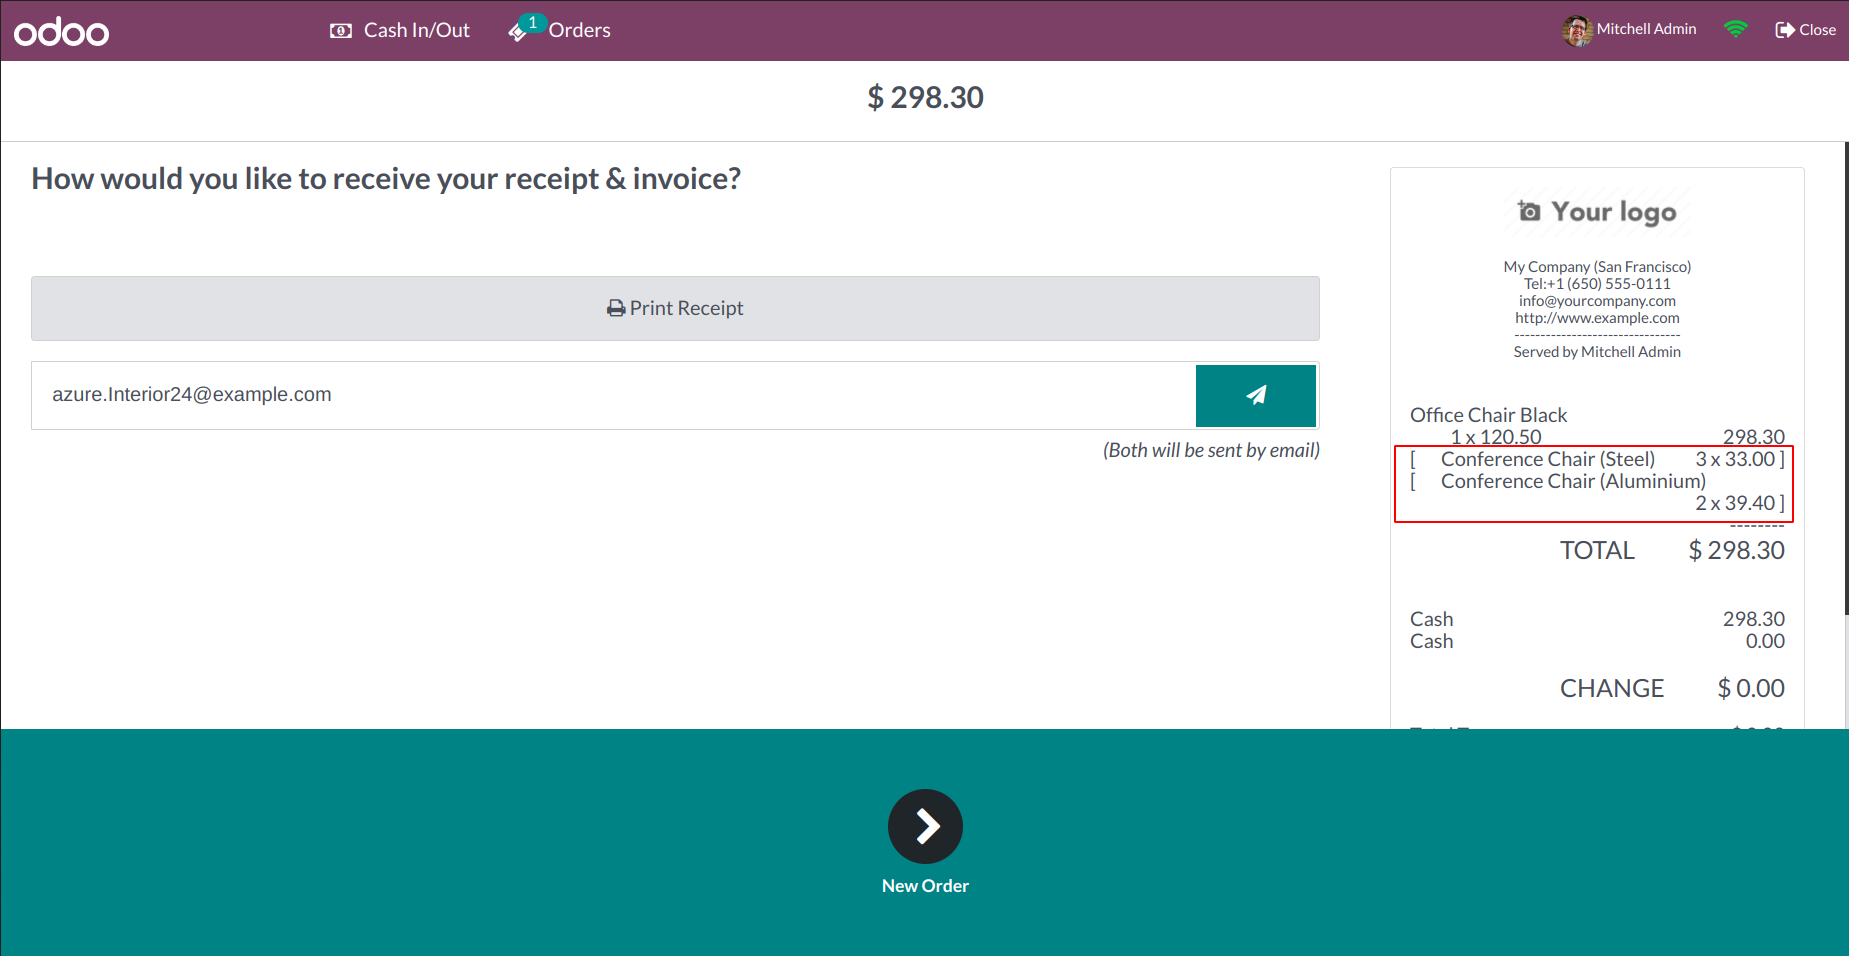 odoo
Cash In/Out
1
Orders
Mitchell Admin
Close
$ 298.30
How would you like to receive your receipt & invoice?
Print Receipt
azure.Interior24@example.com
(Both will be sent by email)
Your logo
My Company (San Francisco)
Tel:+1 (650) 555-0111
info@yourcompany.com
http://www.example.com
--------------------------------
Served by Mitchell Admin
Office Chair Black
1 x 120.50 298.30
[ Conference Chair (Steel) 3 x 33.00 ]
[ Conference Chair (Aluminium)
2 x 39.40 ]
--------
TOTAL $ 298.30
Cash 298.30
Cash 0.00
CHANGE $ 0.00
New Order